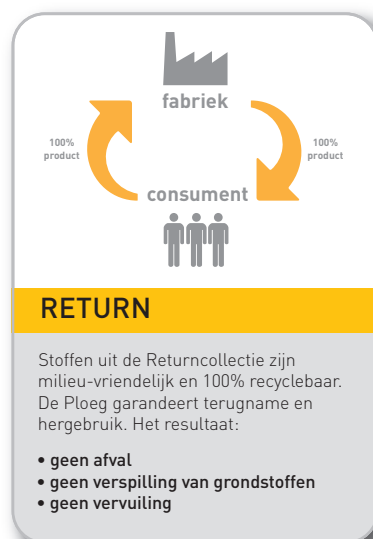 fabriek
100%
product
100%
product
consument
RETURN
Stoffen uit de Returncollectie zijn
milieu-vriendelijk en 100% recyclebaar.
De Ploeg garandeert terugname en
hergebruik. Het resultaat:
• geen afval
• geen verspilling van grondstoffen
• geen vervuiling